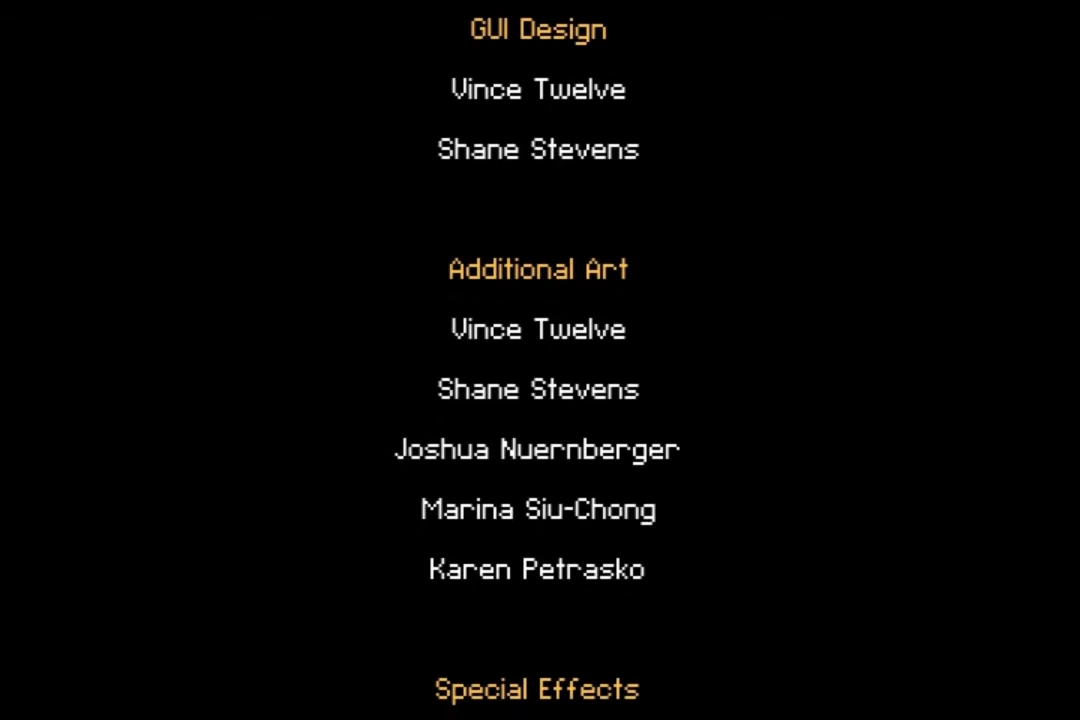 GUI Design
Vince Twelve
Shane Stevens
Additional Art
Vince Twelve
Shane Stevens
Joshua Nuernberger
Marina Siu-Chong
Karen Petrasko
Special Effects